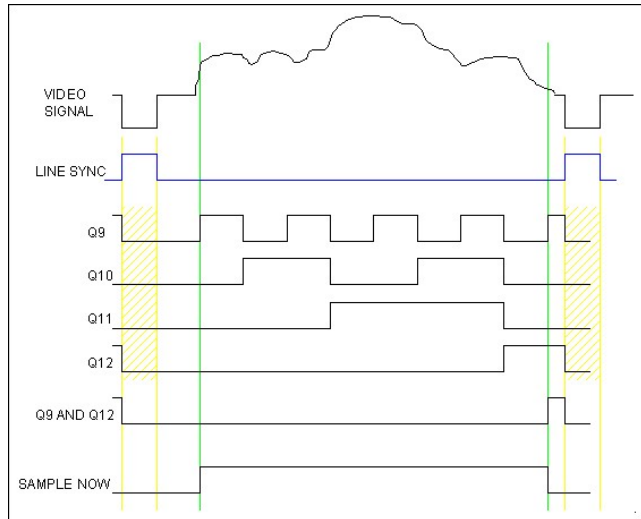 VIDEO
SIGNAL
LINE SYNC
Q9
Q10
Q11
Q12
Q9 AND Q12
SAMPLE NOW